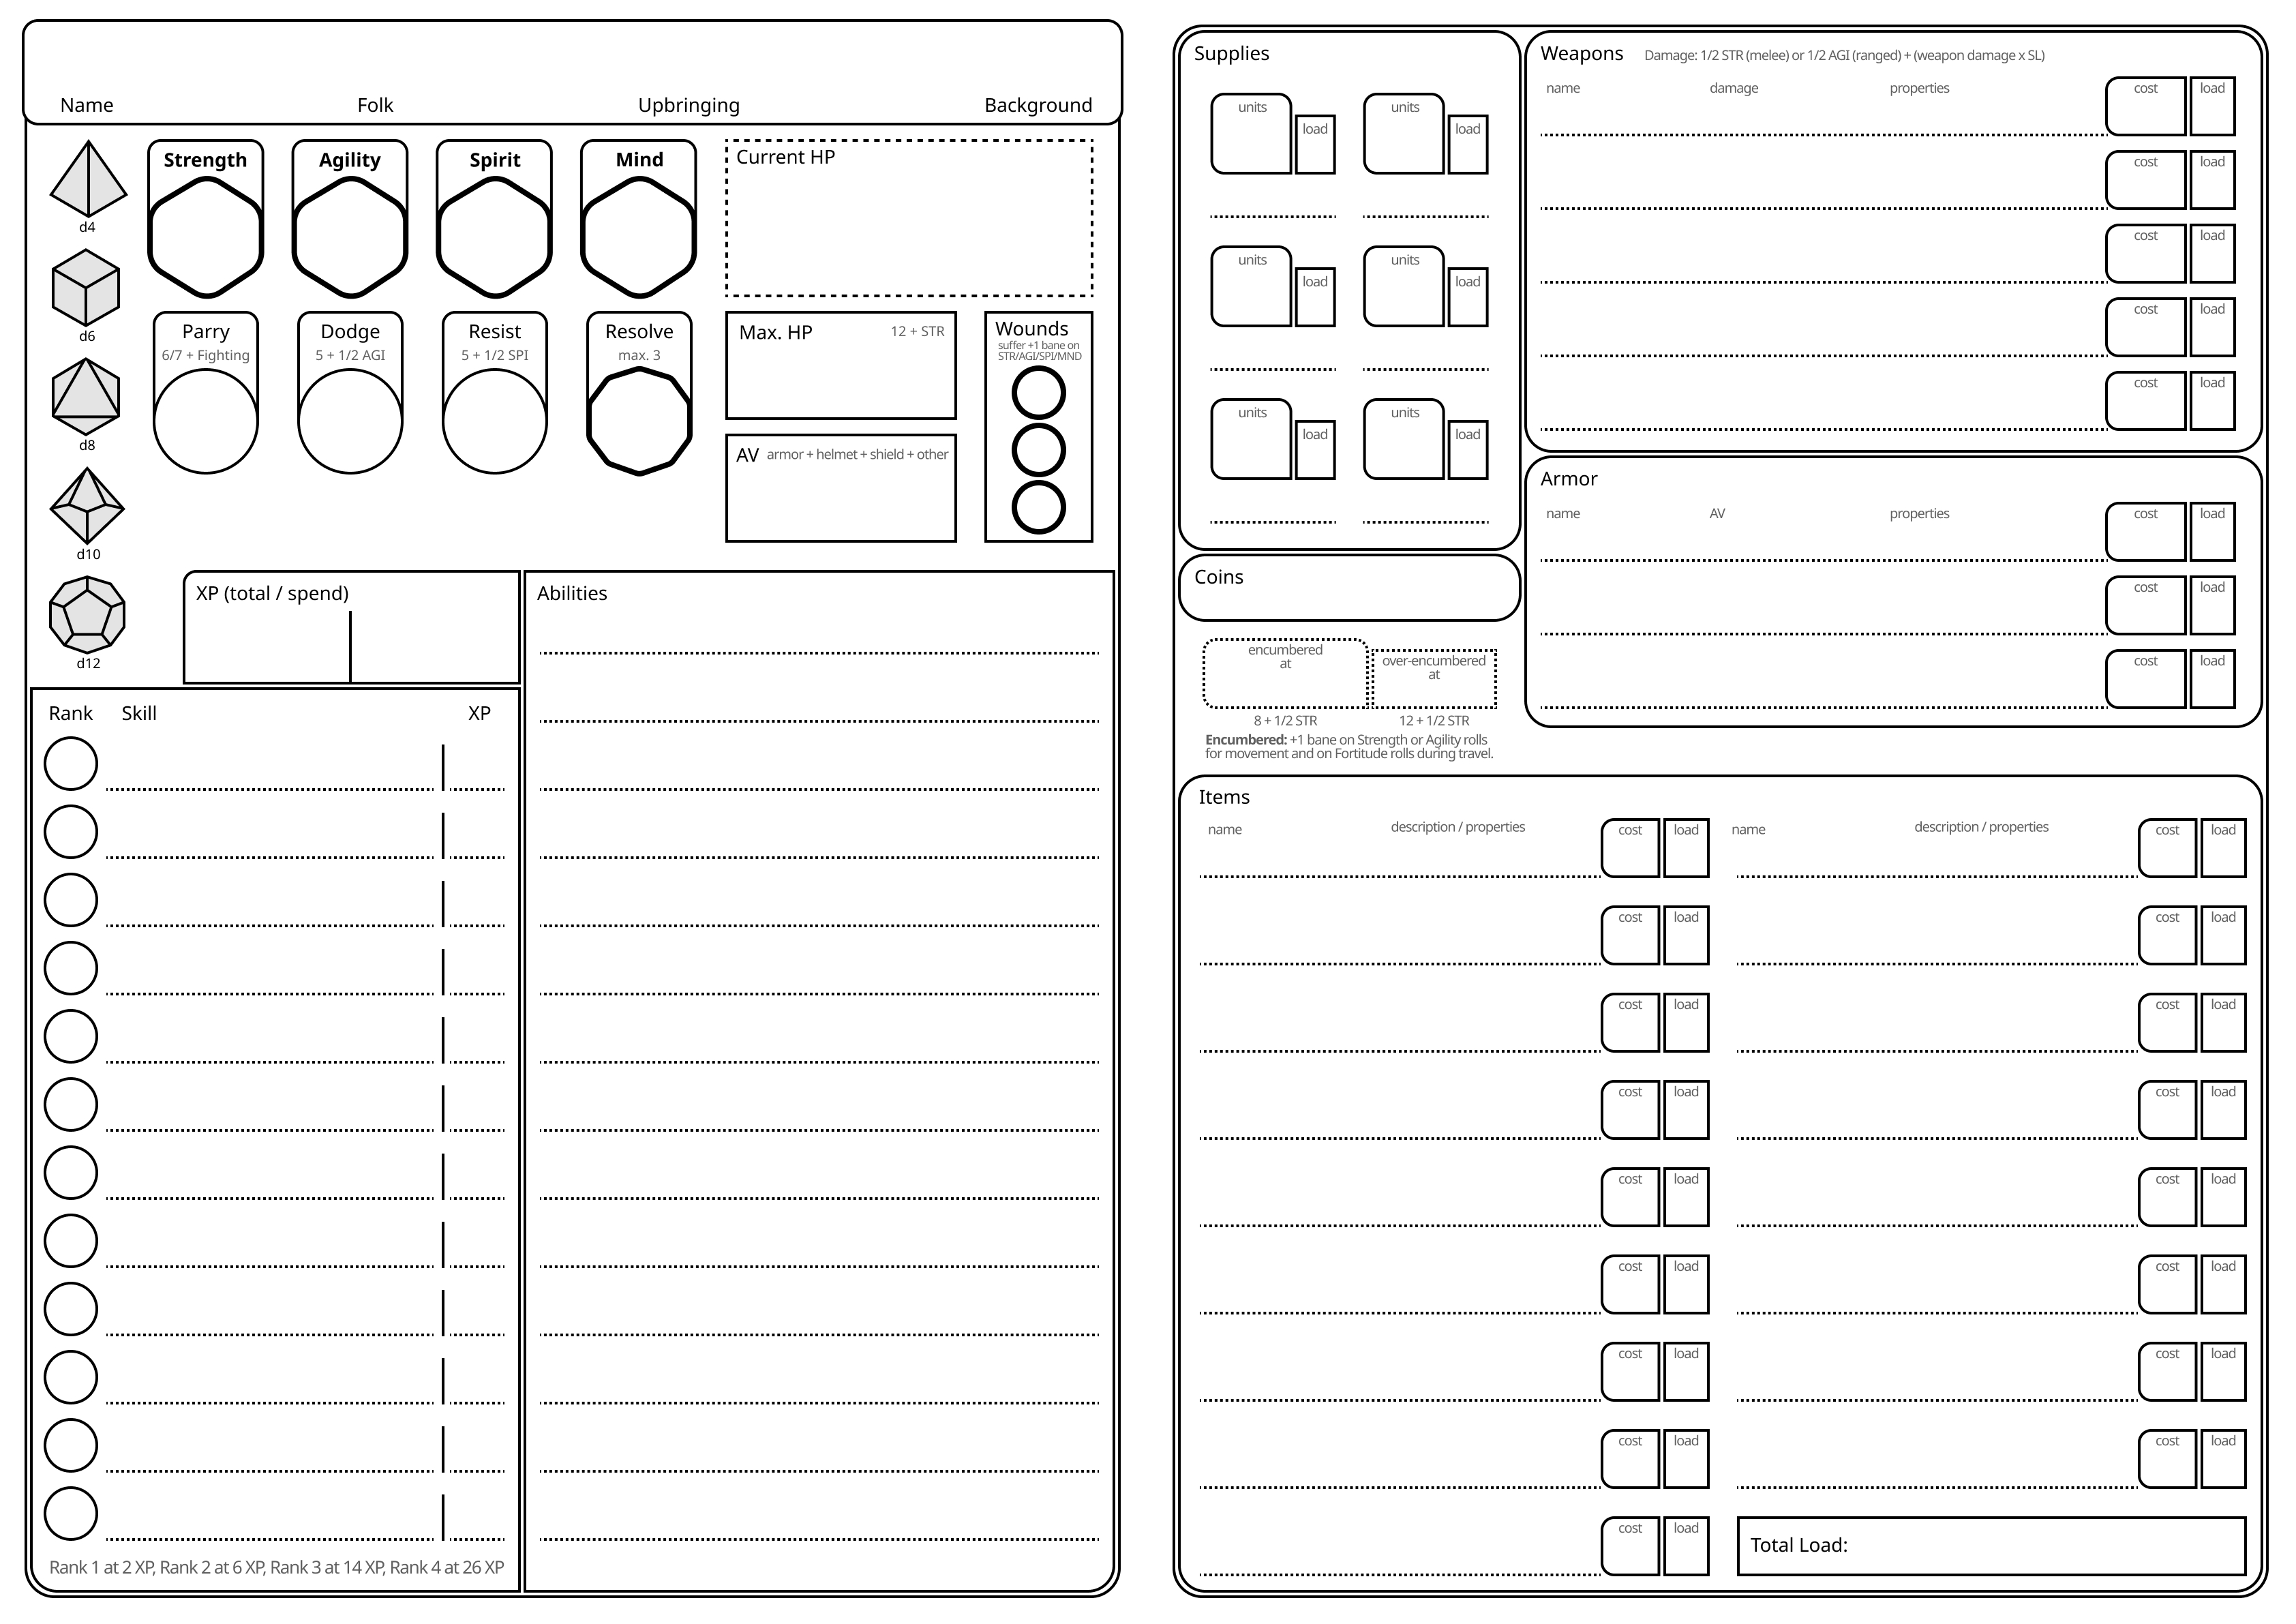 Name Folk Upbringing Background
d4
d6
d8
d10
d12
Strength Agility Spirit Mind
Parry Dodge Resist Resolve
6/7 + Fighting 5 + 1/2 AGI 5 + 1/2 SPI max. 3
Current HP
Max. HP 12 + STR
AV armor + helmet + shield + other
Wounds
suffer +1 bane on
STR/AGI/SPI/MND
XP (total / spend)
Rank Skill XP
Rank 1 at 2 XP, Rank 2 at 6 XP, Rank 3 at 14 XP, Rank 4 at 26 XP
Abilities
Supplies
units load units load
units load units load
units load units load
Coins
encumbered
at
over-encumbered
at
8 + 1/2 STR 12 + 1/2 STR
Encumbered: +1 bane on Strength or Agility rolls
for movement and on Fortitude rolls during travel.
Weapons Damage: 1/2 STR (melee) or 1/2 AGI (ranged) + (weapon damage x SL)
name damage properties cost load
cost load
cost load
cost load
cost load
Armor
name AV properties cost load
cost load
cost load
Items
name description / properties cost load name description / properties cost load
cost load cost load
cost load cost load
cost load cost load
cost load cost load
cost load cost load
cost load cost load
cost load cost load
cost load Total Load: